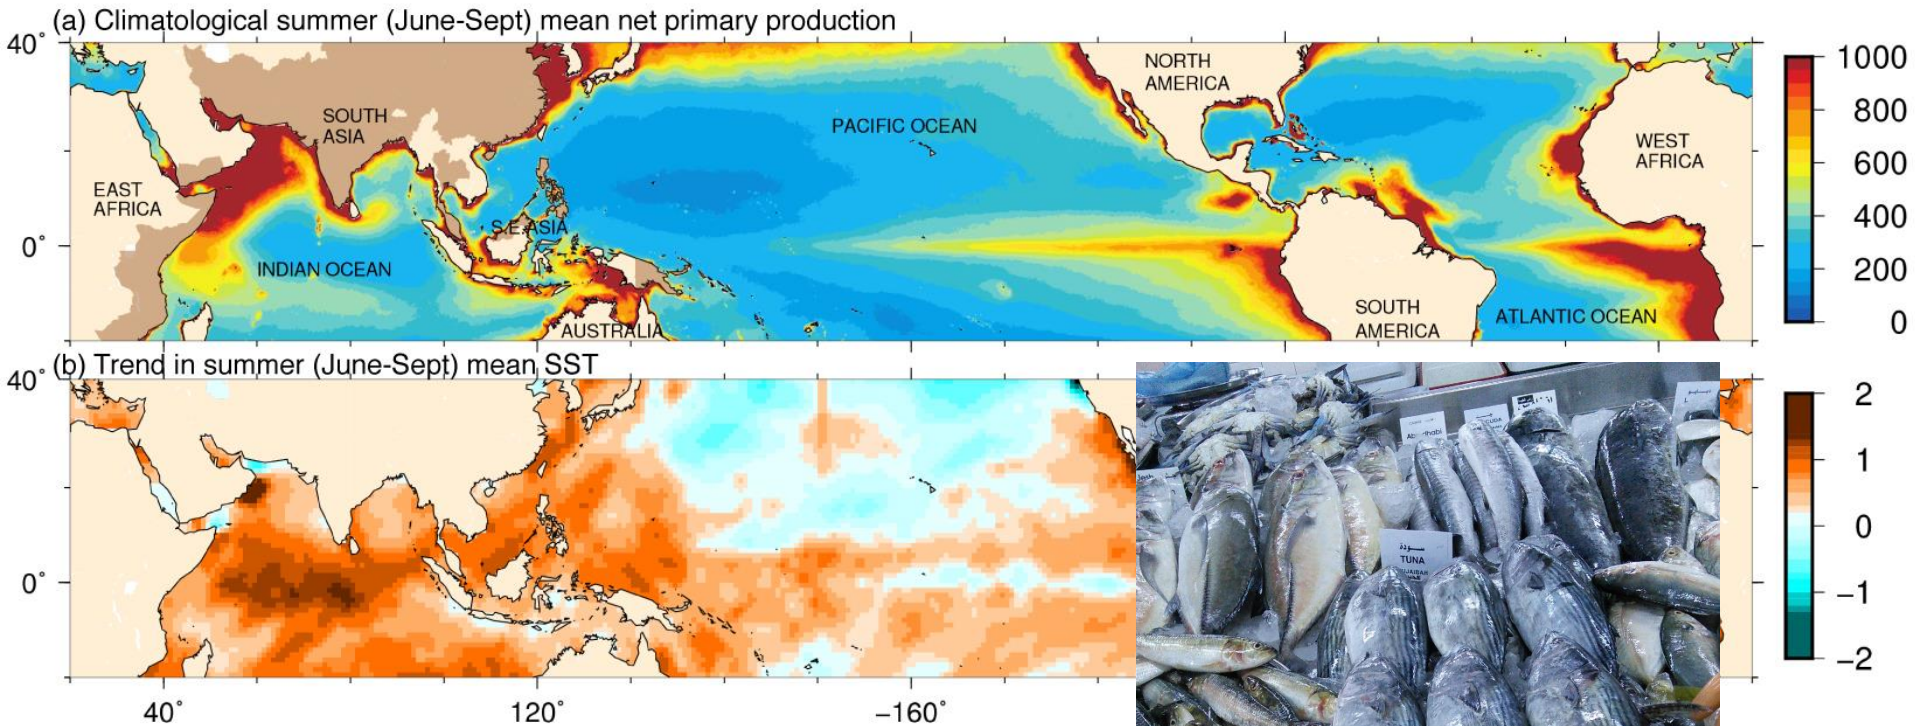 (a) Climatological summer (June-Sept) mean net primary production
40°
0°
EAST
AFRICA
SOUTH
ASIA
INDIAN OCEAN
S.E.ASIA
AUSTRALIA
PACIFIC OCEAN
NORTH
AMERICA
SOUTH
AMERICA
ATLANTIC OCEAN
WEST
AFRICA
1000
800
600
400
200
0
(b) Trend in summer (June-Sept) mean SST
40°
0°
40°
120°
−160°
TUNA
2
1
0
−1
−2